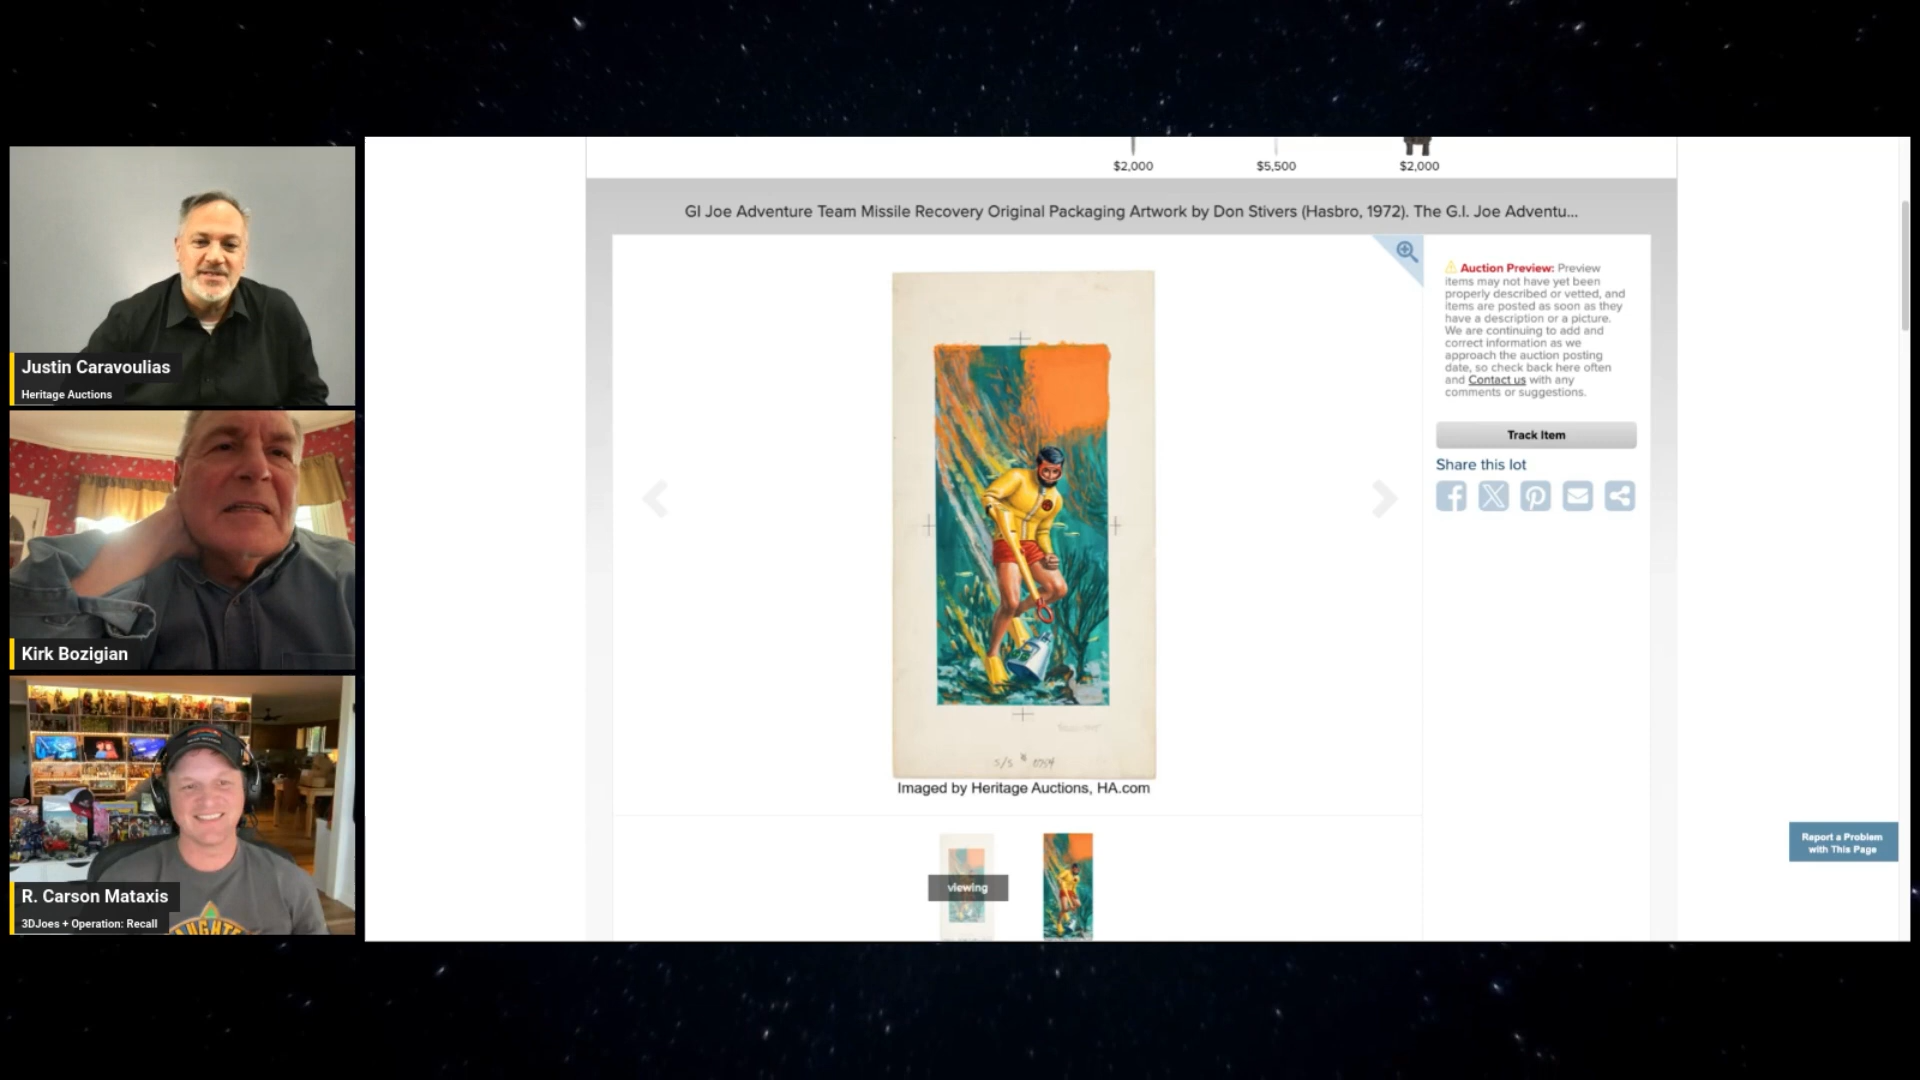 $2,000
$5,500
$2,000
GI Joe Adventure Team Missile Recovery Original Packaging Artwork by Don Stivers (Hasbro, 1972). The G.I. Joe Adventu...
Auction Preview: Preview
items may not have yet been
properly described or vetted, and
items are posted as soon as they
have a description or a picture.
We are continuing to add and
correct information as we
approach the auction posting
date, so check back here often
and Contact us with any
comments or suggestions.
Track Item
Share this lot
Imaged by Heritage Auctions, HA.com
viewing
Report a Problem
with This Page
Justin Caravoulias
Heritage Auctions
Kirk Bozigian
R. Carson Mataxis
3DJoes + Operation: Recall